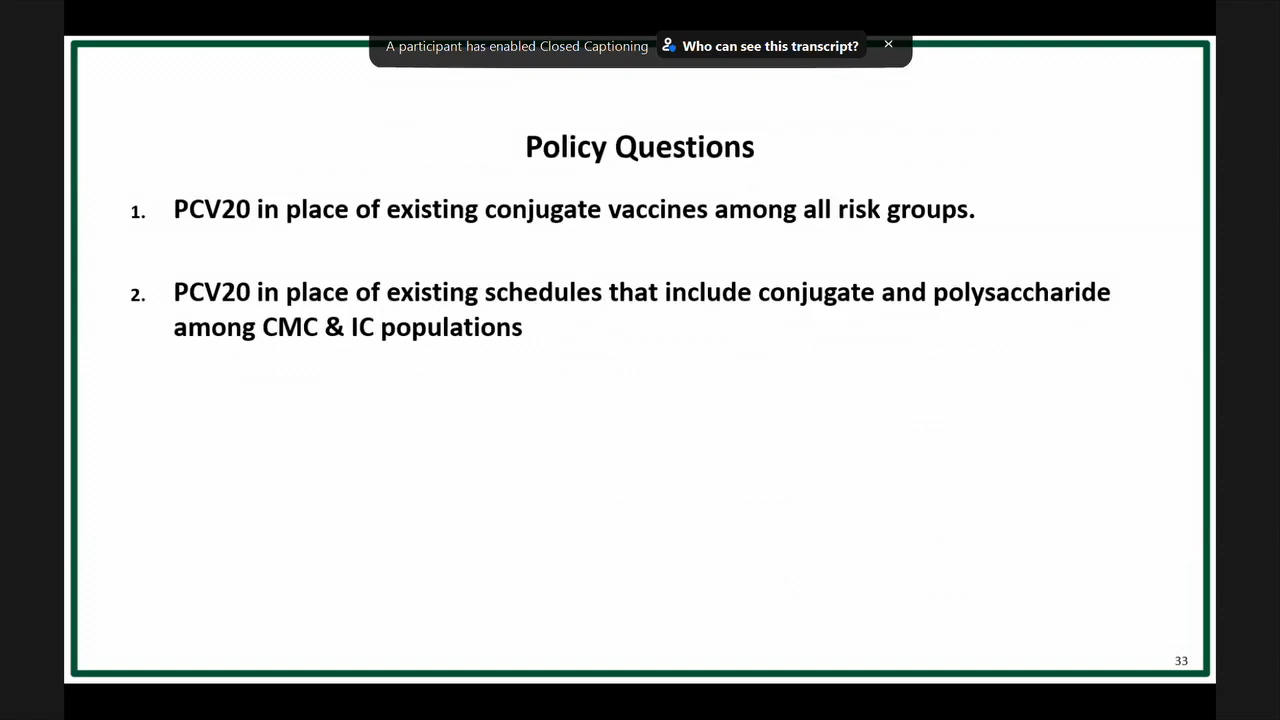 A participant has enabled Closed Captioning Who can see this transcript? ×
Policy Questions
1. PCV20 in place of existing conjugate vaccines among all risk groups.
2. PCV20 in place of existing schedules that include conjugate and polysaccharide
among CMC & IC populations
33